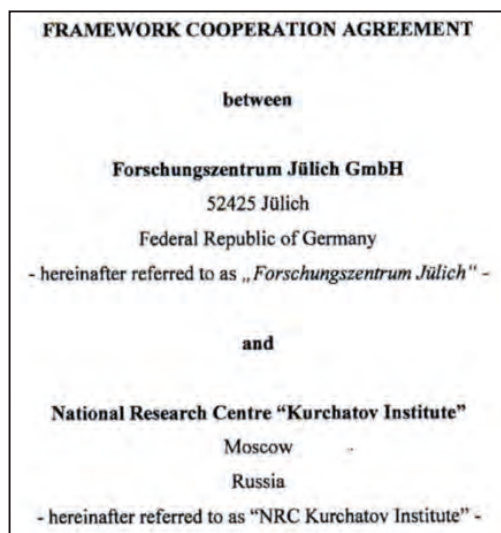 FRAMEWORK COOPERATION AGREEMENT
between
Forschungszentrum Jülich GmbH
52425 Jülich
Federal Republic of Germany
- hereinafter referred to as „Forschungszentrum Jülich“ -
and
National Research Centre “Kurchatov Institute”
Moscow
Russia
- hereinafter referred to as “NRC Kurchatov Institute” -